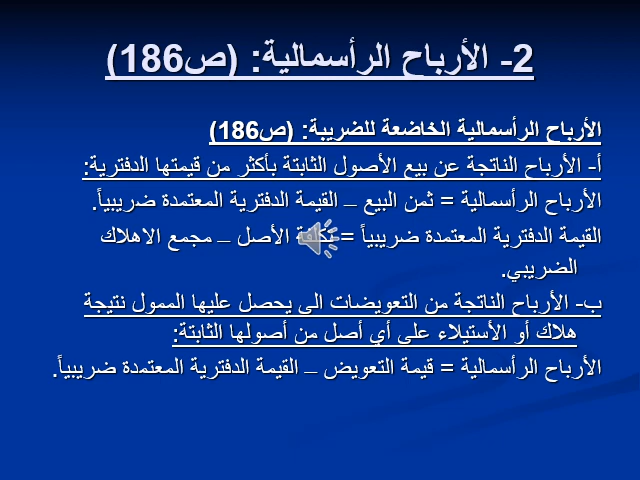 2- الأرباح الرأسمالية: (ص186)
الأرباح الرأسمالية الخاضعة للضريبة: (ص186)
أ- الأرباح الناتجة عن بيع الأصول الثابتة بأكثر من قيمتها الدفترية:
الأرباح الرأسمالية = ثمن البيع – القيمة الدفترية المعتمدة ضريبياً.
القيمة الدفترية المعتمدة ضريبياً = تكلفة الأصل – مجمع الاهلاك
الضريبي.
ب- الأرباح الناتجة من التعويضات الى يحصل عليها الممول نتيجة
هلاك أو الأستيلاء على أي أصل من أصولها الثابتة:
الأرباح الرأسمالية = قيمة التعويض – القيمة الدفترية المعتمدة ضريبياً.